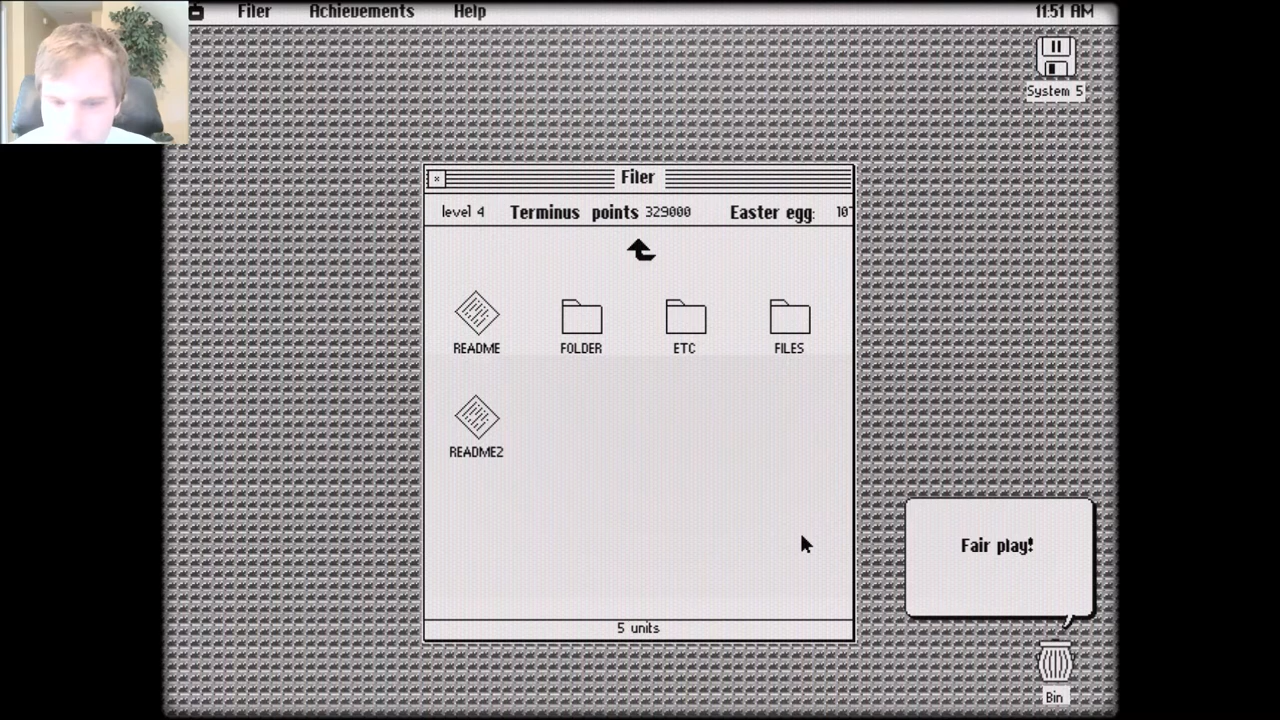 Filer Achievements Help 11:51 AM
System 5
Filer
level 4 Terminus points 329000 Easter egg: 10
README FOLDER ETC FILES
README2
Fair play!
5 units
Bin